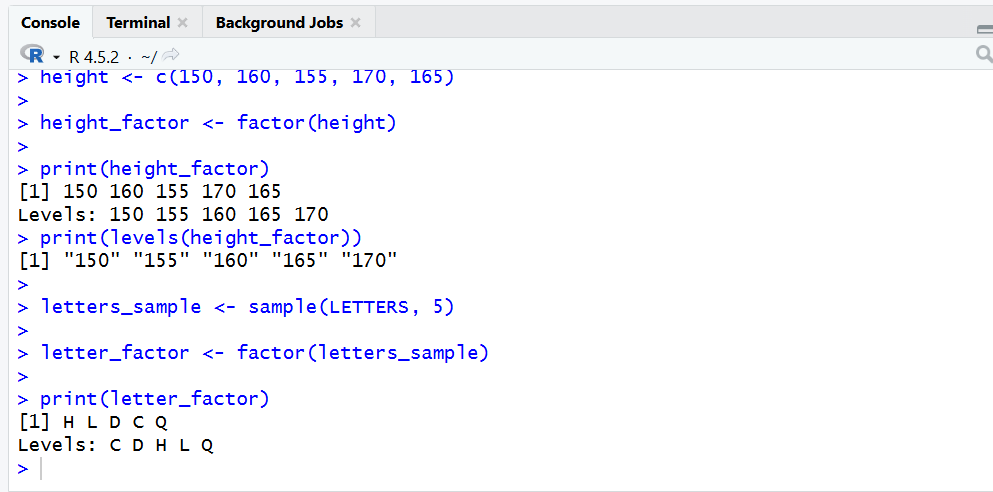 Console Terminal Background Jobs
R R 4.5.2 · ~/
> height <- c(150, 160, 155, 170, 165)
>
> height_factor <- factor(height)
>
> print(height_factor)
[1] 150 160 155 170 165
Levels: 150 155 160 165 170
> print(levels(height_factor))
[1] "150" "155" "160" "165" "170"
>
> letters_sample <- sample(LETTERS, 5)
>
> letter_factor <- factor(letters_sample)
>
> print(letter_factor)
[1] H L D C Q
Levels: C D H L Q
>